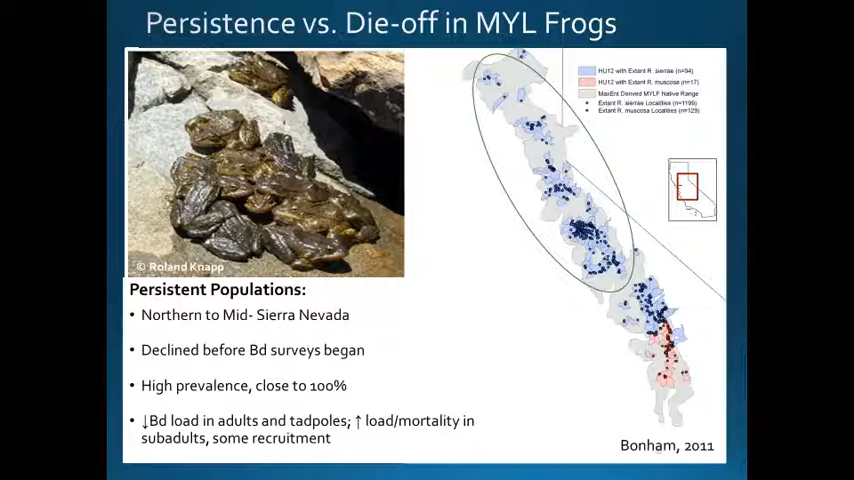 Persistence vs. Die-off in MYL Frogs
HU12 with Extant R. sierrae (n=94)
HU12 with Extant R. muscosa (n=17)
MaxEnt Derived MYLF Native Range
Extant R. sierrae Localities (n=1199)
Extant R. muscosa Localities (n=129)
© Roland Knapp
Persistent Populations:
• Northern to Mid- Sierra Nevada
• Declined before Bd surveys began
• High prevalence, close to 100%
• ↓Bd load in adults and tadpoles; ↑ load/mortality in
subadults, some recruitment
Bonham, 2011